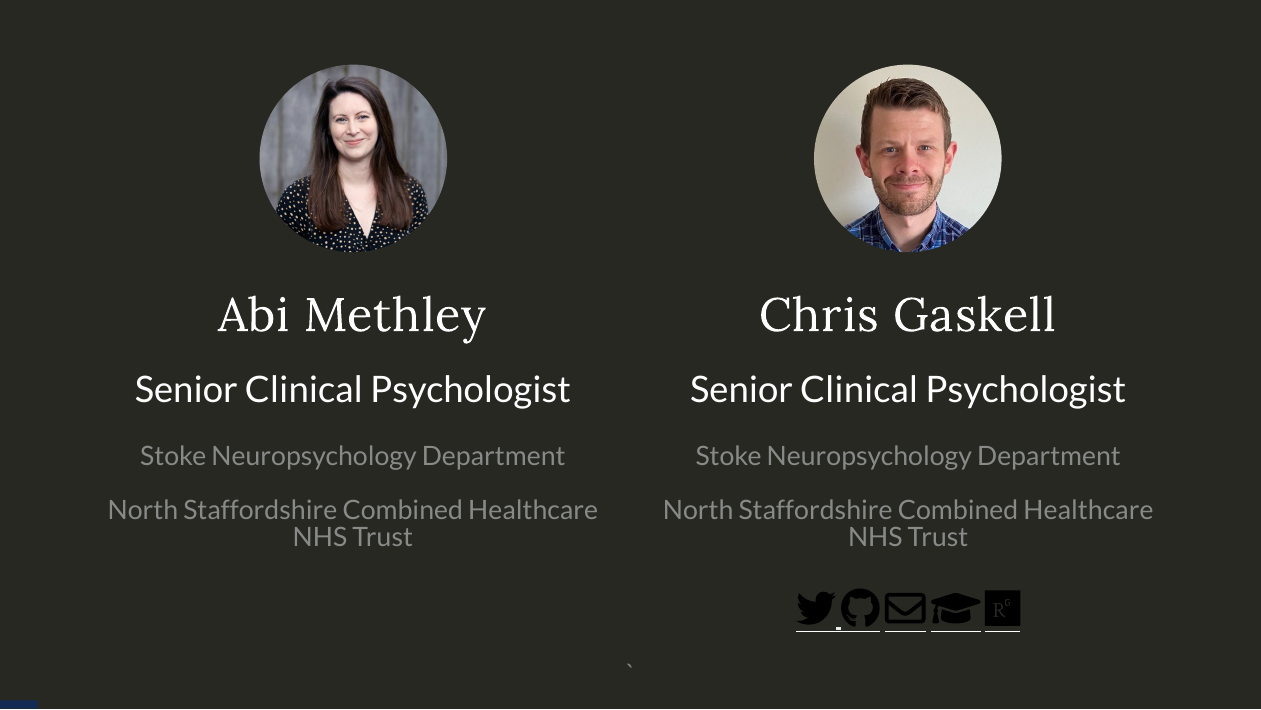 Abi Methley
Senior Clinical Psychologist
Stoke Neuropsychology Department
North Staffordshire Combined Healthcare
NHS Trust
Chris Gaskell
Senior Clinical Psychologist
Stoke Neuropsychology Department
North Staffordshire Combined Healthcare
NHS Trust
RG
`